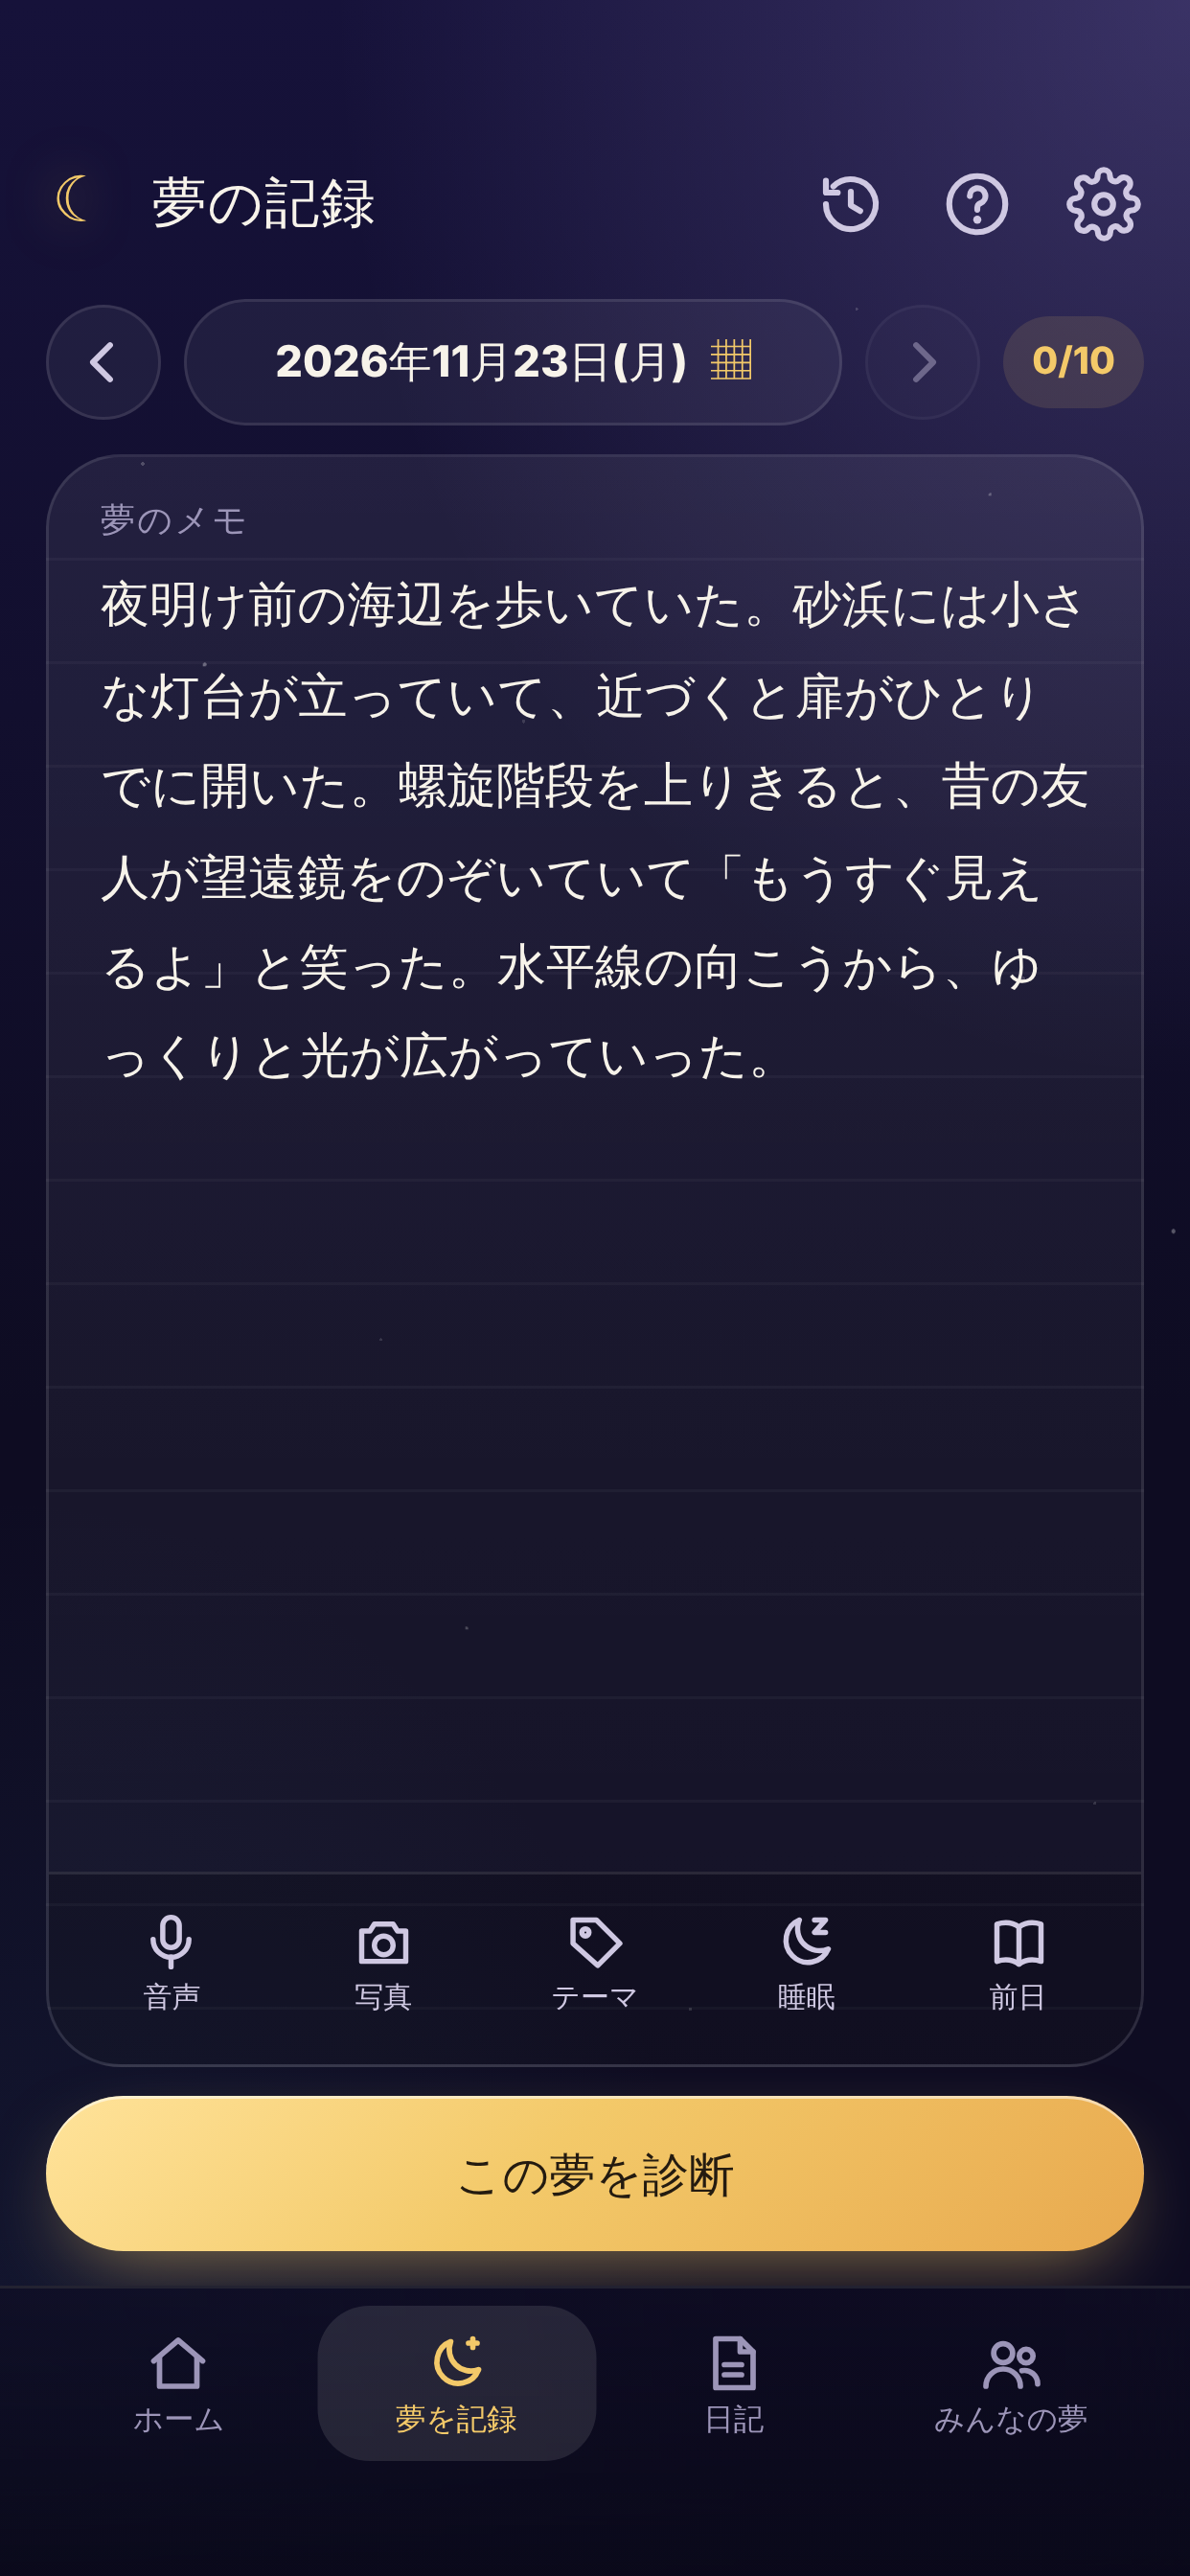 夢の記録
2026年11月23日(月)
0/10
夢のメモ
夜明け前の海辺を歩いていた。砂浜には小さ
な灯台が立っていて、近づくと扉がひとり
でに開いた。螺旋階段を上りきると、昔の友
人が望遠鏡をのぞいていて「もうすぐ見え
るよ」と笑った。水平線の向こうから、ゆ
っくりと光が広がっていった。
音声
写真
テーマ
睡眠
前日
この夢を診断
ホーム
夢を記録
日記
みんなの夢